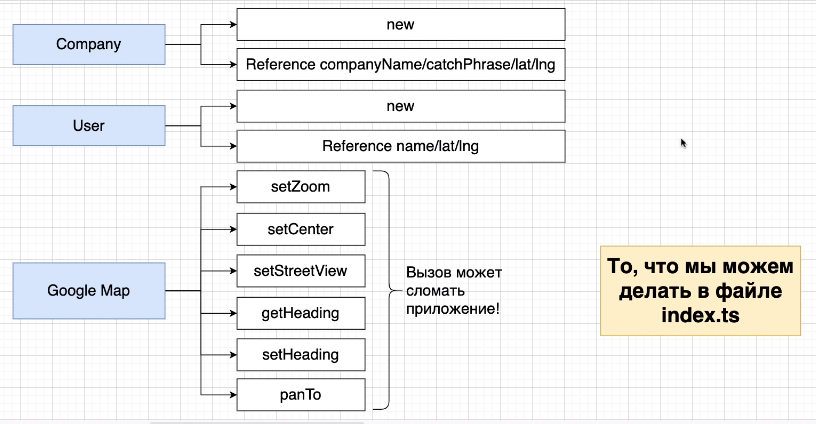 Company
new
Reference companyName/catchPhrase/lat/lng
User
new
Reference name/lat/lng
Google Map
setZoom
setCenter
setStreetView
getHeading
setHeading
panTo
Вызов может
сломать
приложение!
То, что мы можем
делать в файле
index.ts